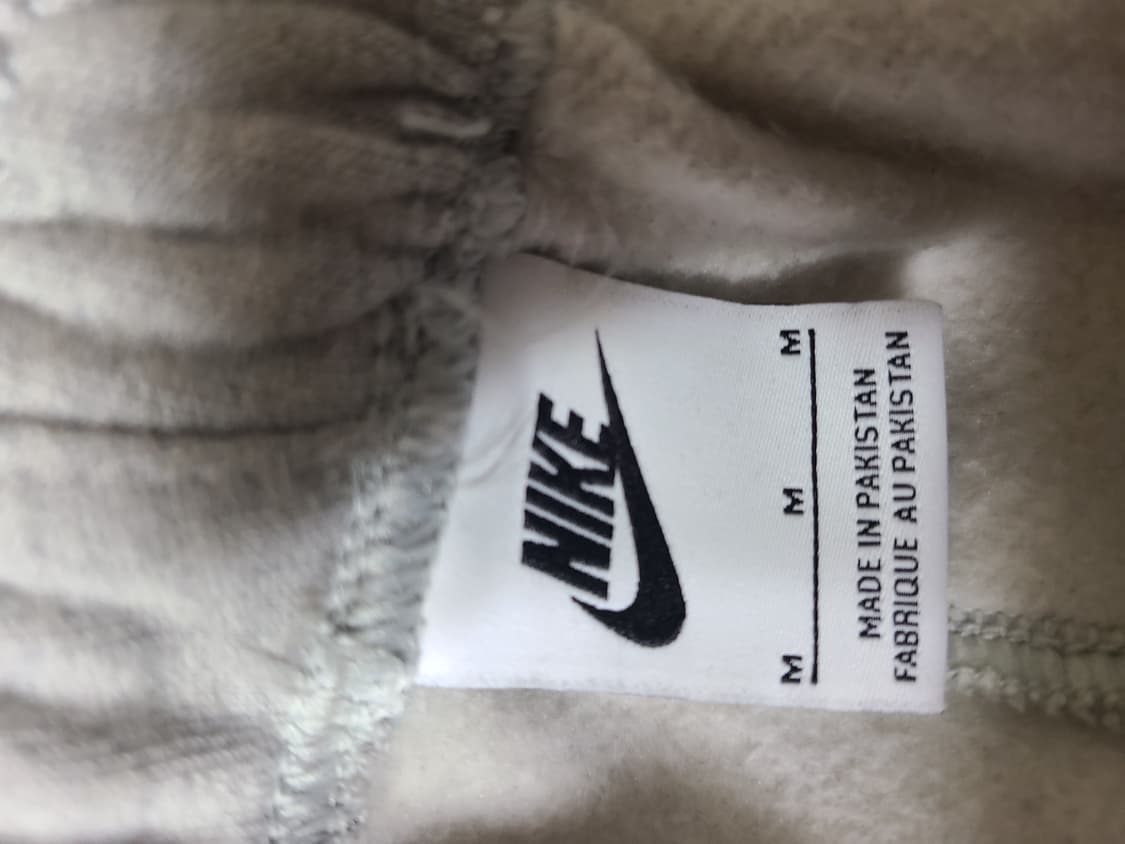 NIKE
M M M
MADE IN PAKISTAN
FABRIQUE AU PAKISTAN